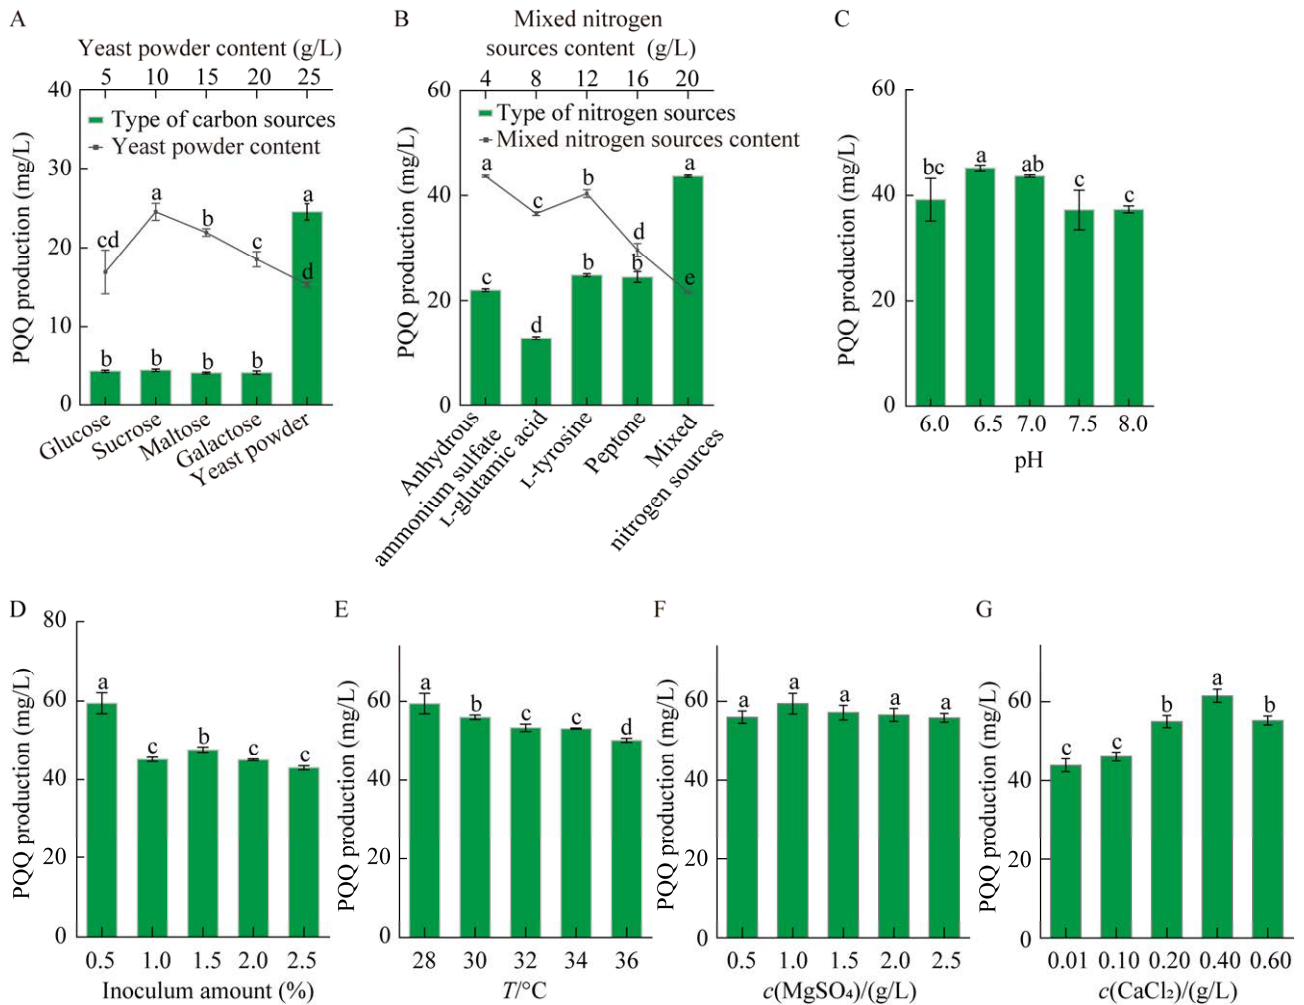 A
Yeast powder content (g/L)
5 10 15 20 25
40
30
20
10
0
PQQ production (mg/L)
Type of carbon sources
Yeast powder content
cd a b c d
b b b b a
Glucose
Sucrose
Maltose
Galactose
Yeast powder
B
Mixed nitrogen
sources content (g/L)
4 8 12 16 20
60
40
20
0
PQQ production (mg/L)
Type of nitrogen sources
Mixed nitrogen sources content
a c b d e
c d b b a
Anhydrous
ammonium sulfate
L-glutamic acid
L-tyrosine
Peptone
Mixed
nitrogen sources
C
60
40
20
0
PQQ production (mg/L)
bc a ab c c
6.0 6.5 7.0 7.5 8.0
pH
D
80
60
40
20
0
PQQ production (mg/L)
a c b c c
0.5 1.0 1.5 2.0 2.5
Inoculum amount (%)
E
60
40
20
0
PQQ production (mg/L)
a b c c d
28 30 32 34 36
T/°C
F
60
40
20
0
PQQ production (mg/L)
a a a a a
0.5 1.0 1.5 2.0 2.5
c(MgSO₄)/(g/L)
G
60
40
20
0
PQQ production (mg/L)
c c b a b
0.01 0.10 0.20 0.40 0.60
c(CaCl₂)/(g/L)